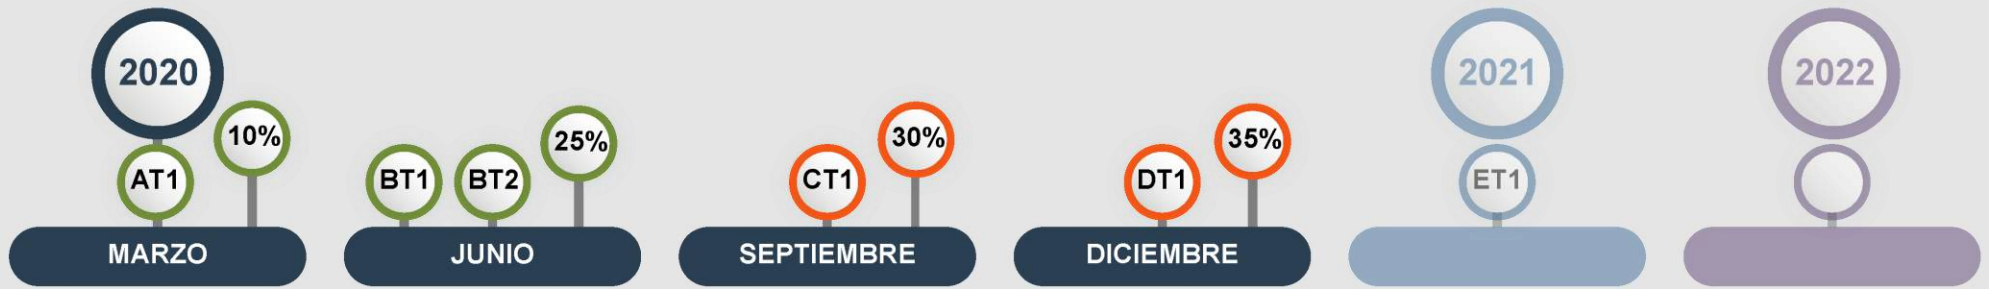 2020
AT1
10%
MARZO
BT1
BT2
25%
JUNIO
CT1
30%
SEPTIEMBRE
DT1
35%
DICIEMBRE
2021
ET1
2022